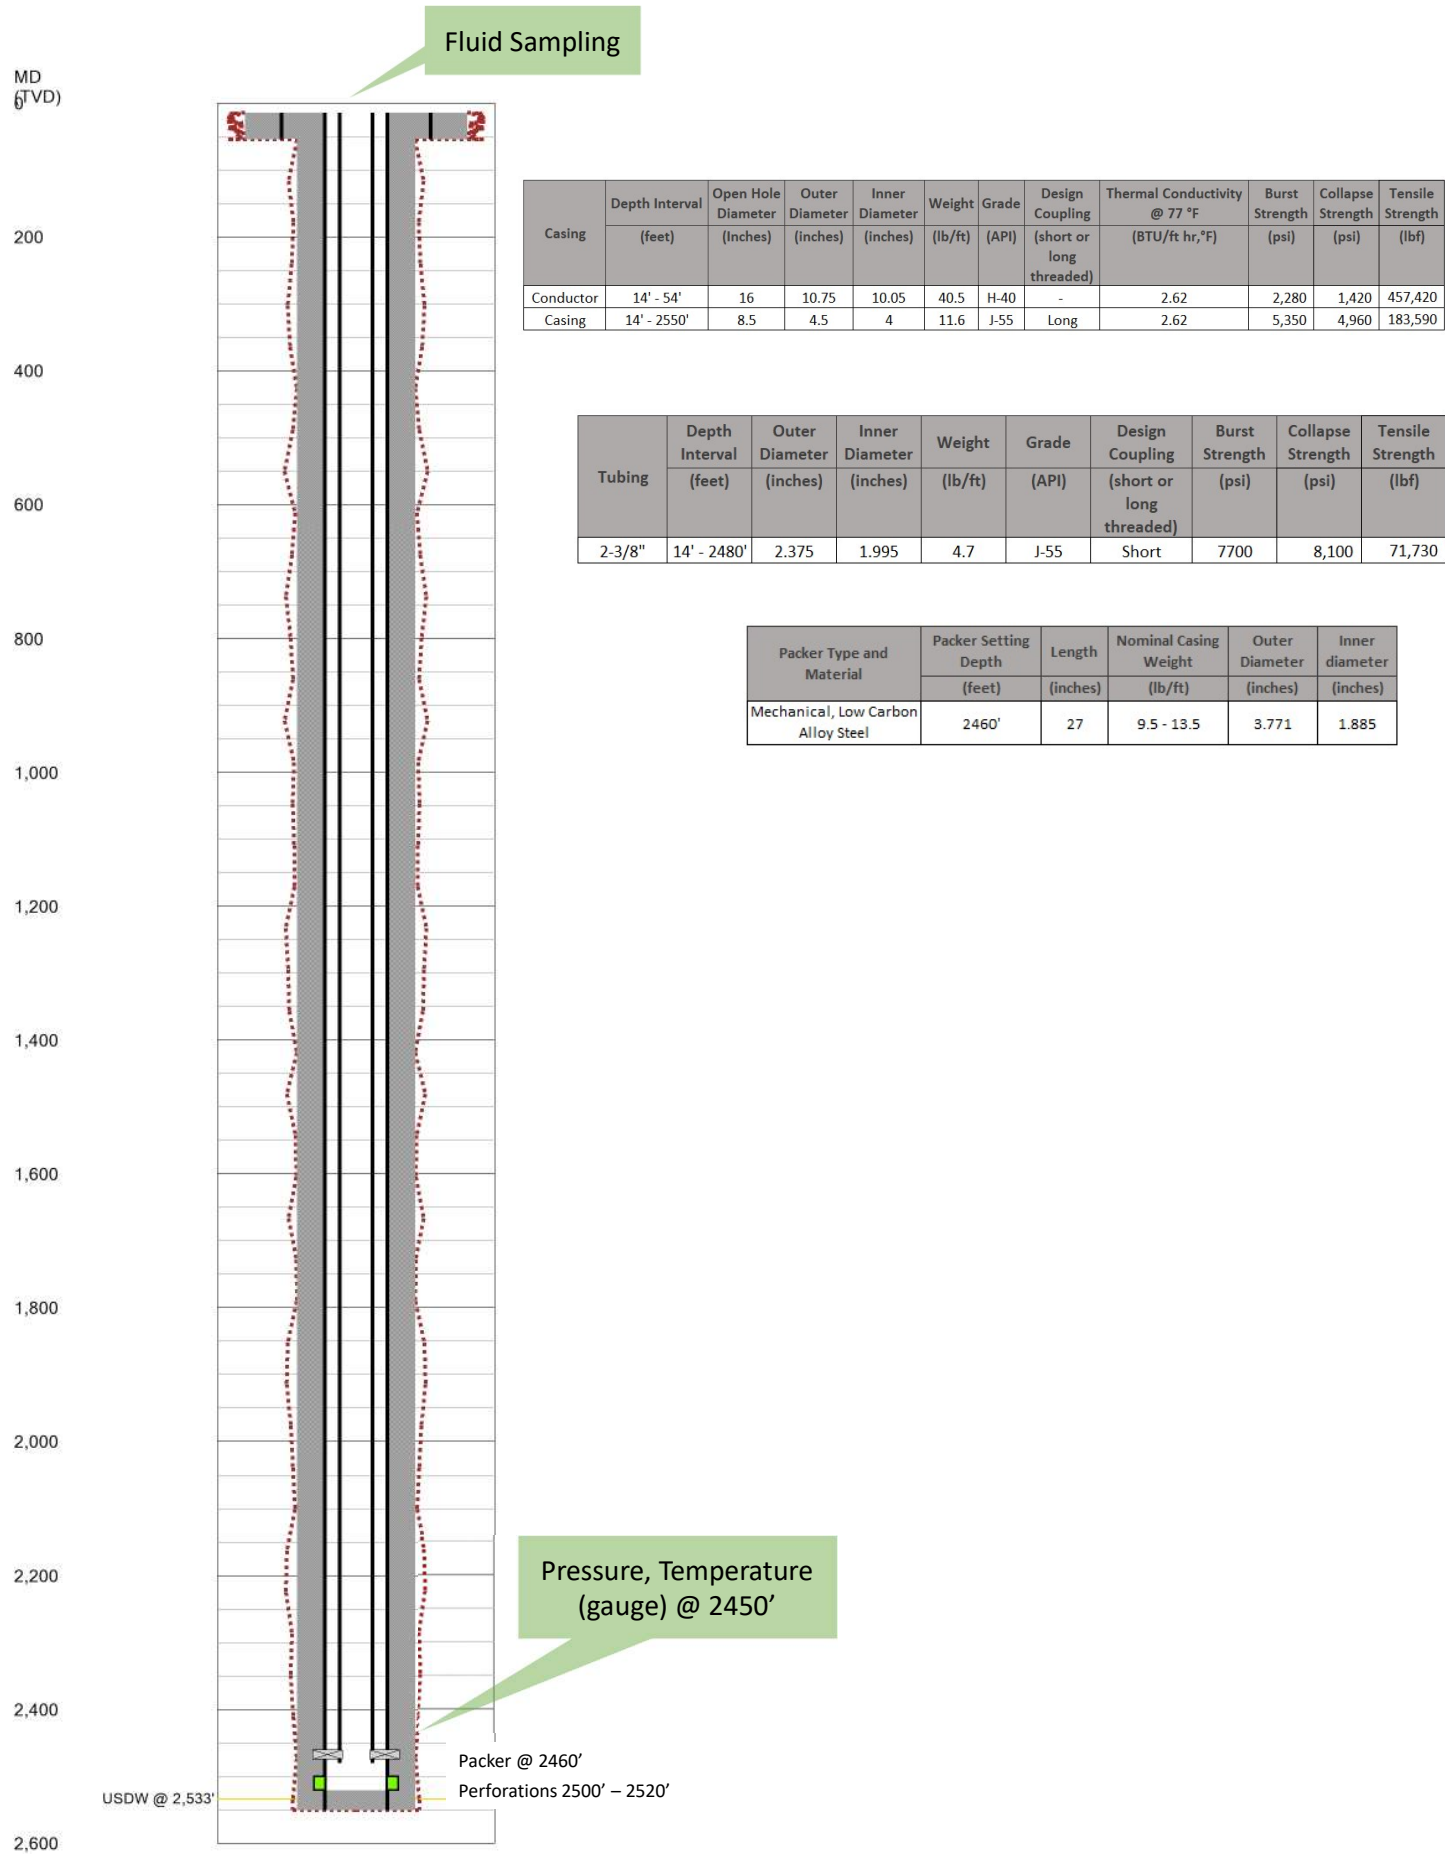 Fluid Sampling
MD
(TVD)
0
200
400
600
800
1,000
1,200
1,400
1,600
1,800
2,000
2,200
2,400
2,600
Casing Depth Interval Open Hole Diameter Outer Diameter Inner Diameter Weight Grade Design Coupling Thermal Conductivity @ 77 °F Burst Strength Collapse Strength Tensile Strength
(feet) (Inches) (inches) (inches) (lb/ft) (API) (short or long threaded) (BTU/ft hr,°F) (psi) (psi) (lbf)
Conductor 14' - 54' 16 10.75 10.05 40.5 H-40 - 2.62 2,280 1,420 457,420
Casing 14' - 2550' 8.5 4.5 4 11.6 J-55 Long 2.62 5,350 4,960 183,590
Tubing Depth Interval Outer Diameter Inner Diameter Weight Grade Design Coupling Burst Strength Collapse Strength Tensile Strength
(feet) (inches) (inches) (lb/ft) (API) (short or long threaded) (psi) (psi) (lbf)
2-3/8" 14' - 2480' 2.375 1.995 4.7 J-55 Short 7700 8,100 71,730
Packer Type and Material Packer Setting Depth Length Nominal Casing Weight Outer Diameter Inner diameter
(feet) (inches) (lb/ft) (inches) (inches)
Mechanical, Low Carbon Alloy Steel 2460' 27 9.5 - 13.5 3.771 1.885
Pressure, Temperature
(gauge) @ 2450’
Packer @ 2460’
Perforations 2500’ – 2520’
USDW @ 2,533'